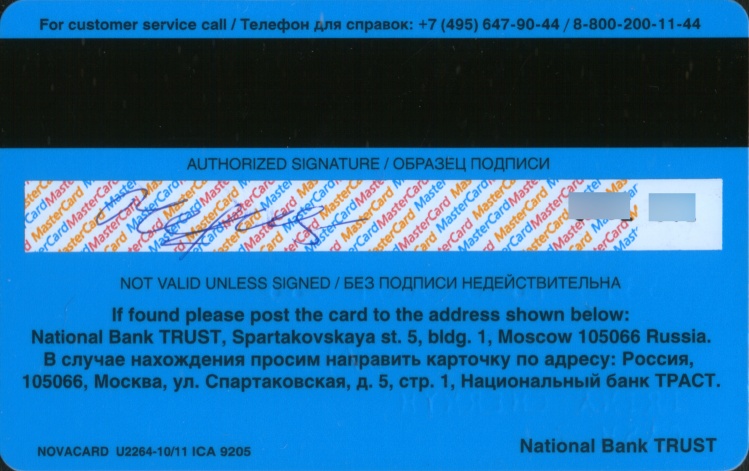 For customer service call / Телефон для справок: +7 (495) 647-90-44 / 8-800-200-11-44
AUTHORIZED SIGNATURE / ОБРАЗЕЦ ПОДПИСИ
MasterCard MasterCard MasterCard MasterCard
NOT VALID UNLESS SIGNED / БЕЗ ПОДПИСИ НЕДЕЙСТВИТЕЛЬНА
If found please post the card to the address shown below:
National Bank TRUST, Spartakovskaya st. 5, bldg. 1, Moscow 105066 Russia.
В случае нахождения просим направить карточку по адресу: Россия,
105066, Москва, ул. Спартаковская, д. 5, стр. 1, Национальный банк ТРАСТ.
NOVACARD U2264-10/11 ICA 9205
National Bank TRUST